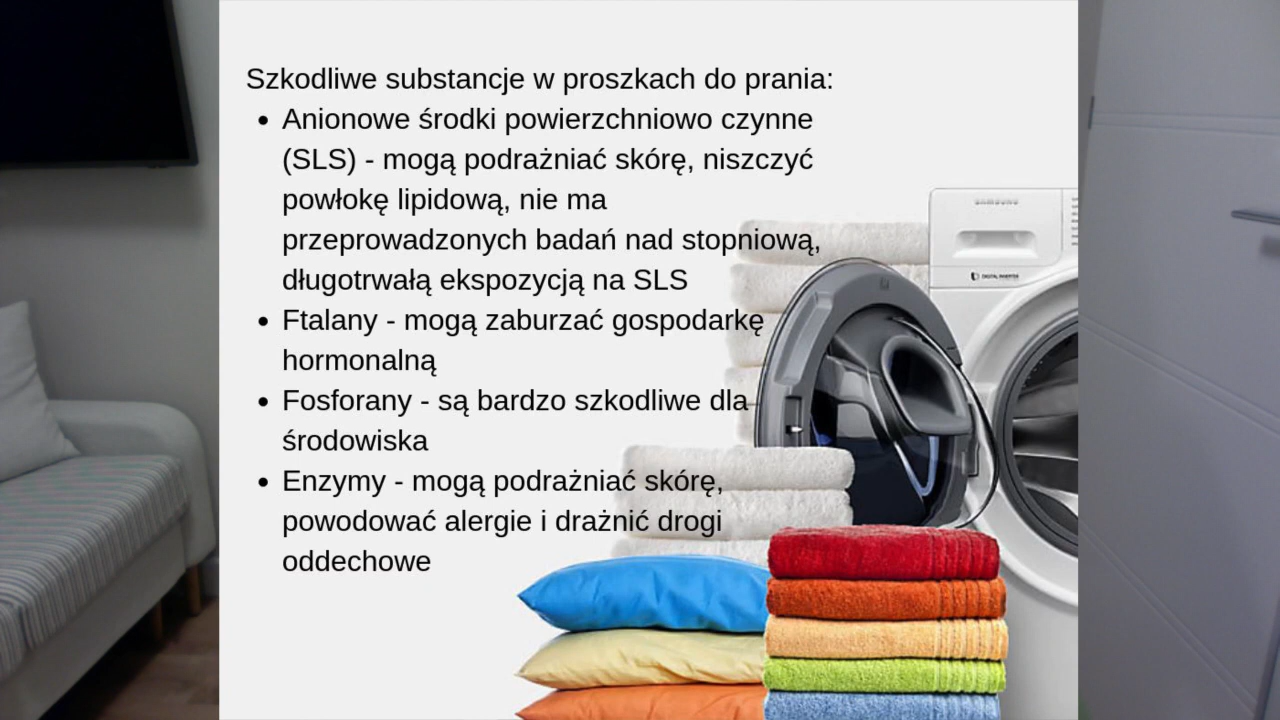 Szkodliwe substancje w proszkach do prania:
• Anionowe środki powierzchniowo czynne
(SLS) - mogą podrażniać skórę, niszczyć
powłokę lipidową, nie ma
przeprowadzonych badań nad stopniową,
długotrwałą ekspozycją na SLS
• Ftalany - mogą zaburzać gospodarkę
hormonalną
• Fosforany - są bardzo szkodliwe dla
środowiska
• Enzymy - mogą podrażniać skórę,
powodować alergie i drażnić drogi
oddechowe
SAMSUNG
DIGITAL INVERTER